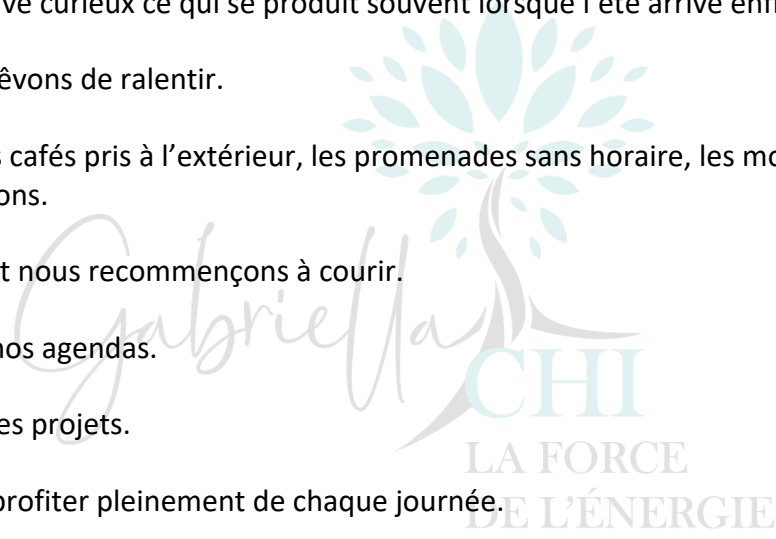 ve curieux ce qui se produit souvent lorsque l'été arrive enf
êvons de ralentir.
s cafés pris à l'extérieur, les promenades sans horaire, les mo
ons.
t nous recommençons à courir.
nos agendas.
es projets.
profiter pleinement de chaque journée.
Gabriella
CHI
LA FORCE
DE L'ÉNERGIE